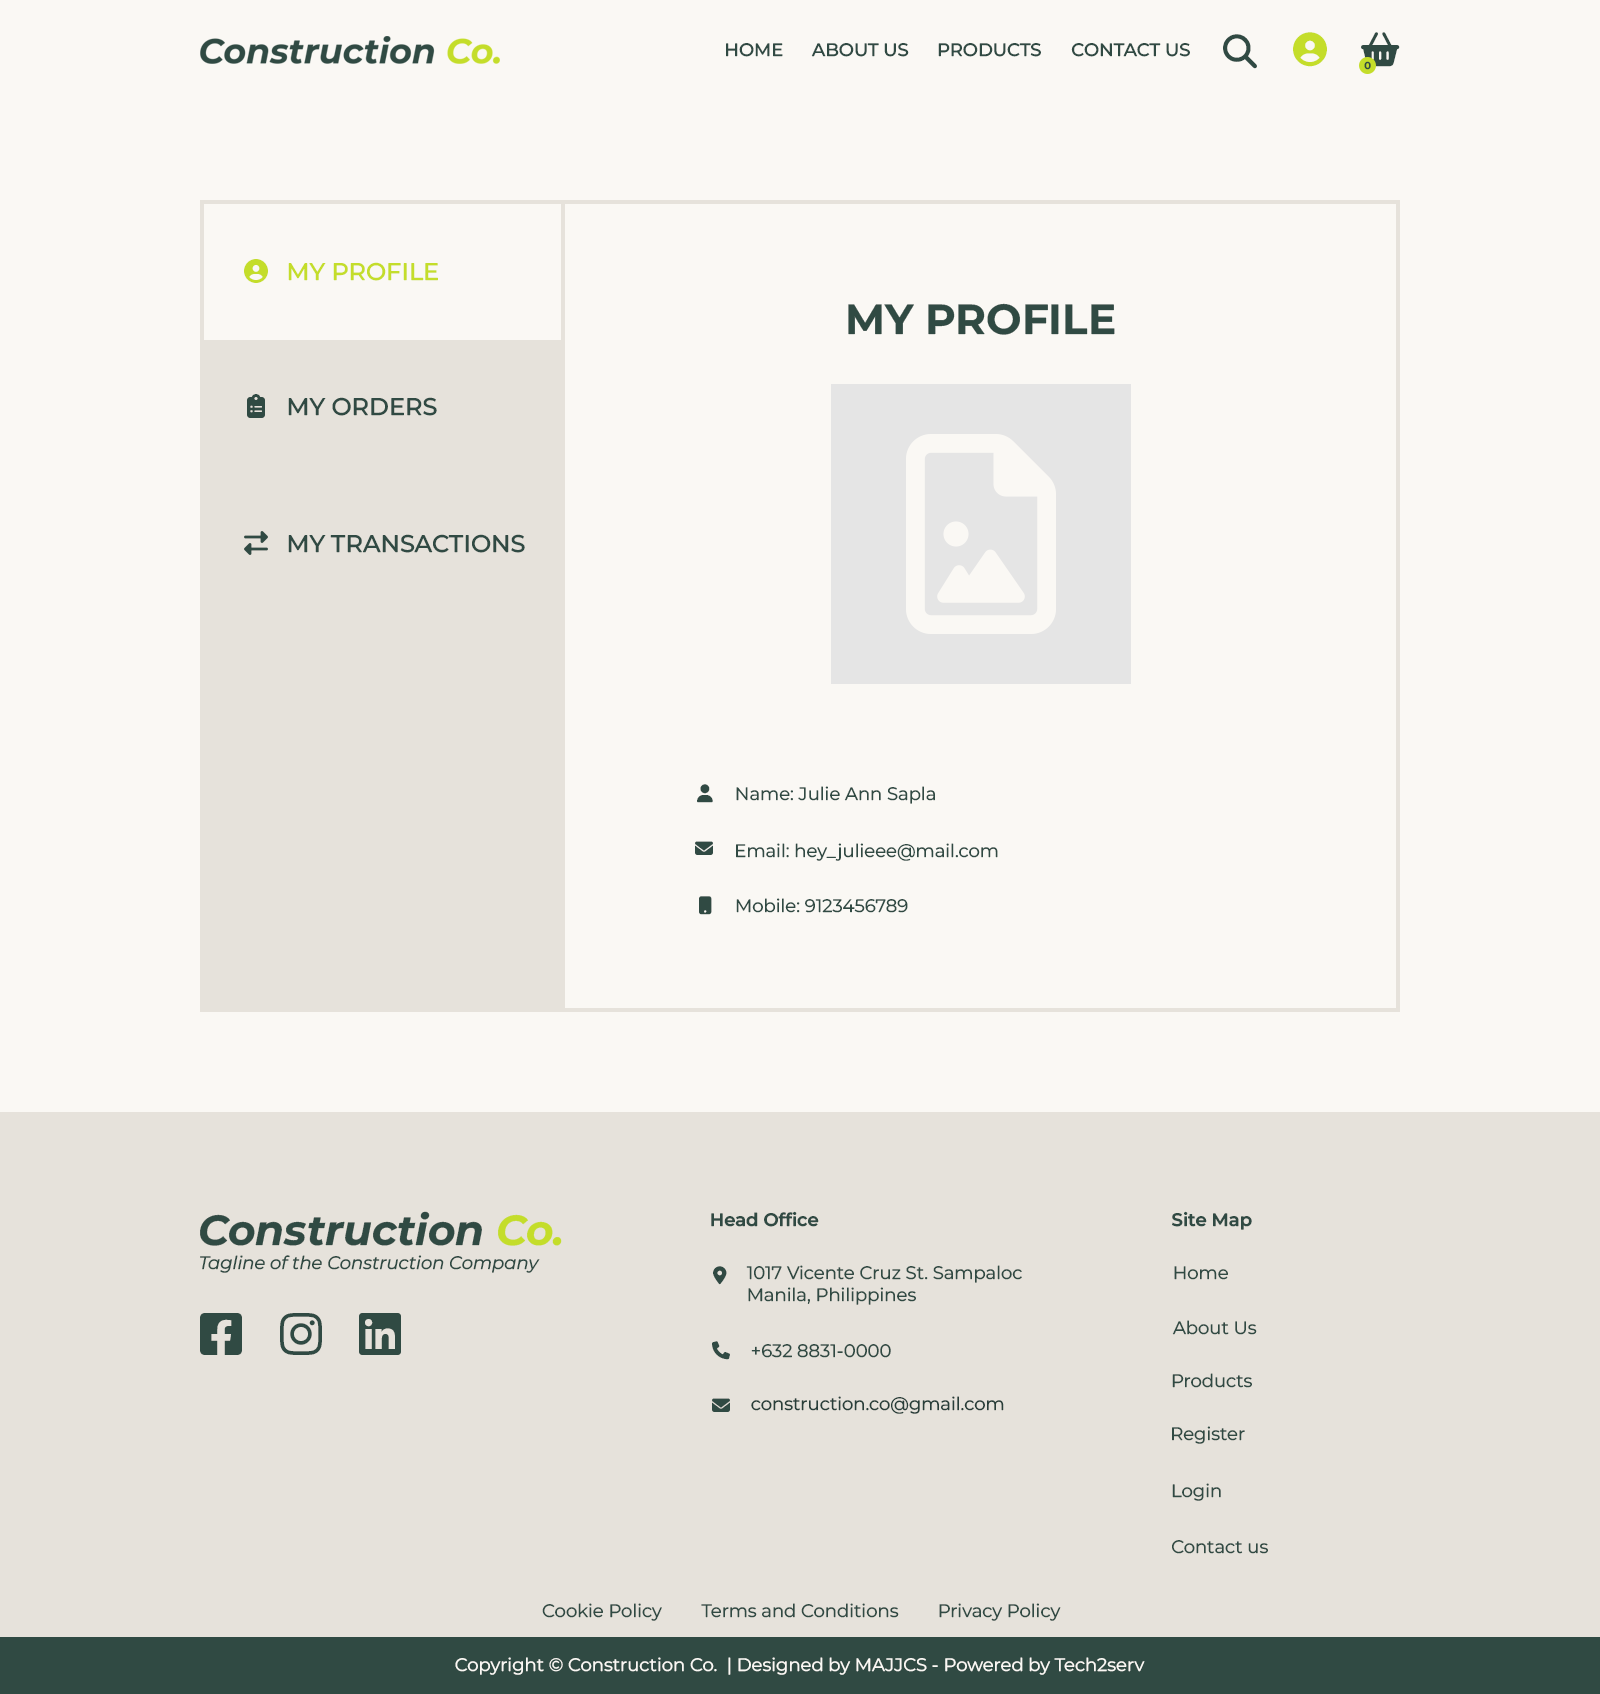 Construction Co.
HOME
ABOUT US
PRODUCTS
CONTACT US
0
MY PROFILE
MY ORDERS
MY TRANSACTIONS
MY PROFILE
Name: Julie Ann Sapla
Email: hey_julieee@mail.com
Mobile: 9123456789
Construction Co.
Tagline of the Construction Company
Head Office
1017 Vicente Cruz St. Sampaloc
Manila, Philippines
+632 8831-0000
construction.co@gmail.com
Site Map
Home
About Us
Products
Register
Login
Contact us
Cookie Policy
Terms and Conditions
Privacy Policy
Copyright © Construction Co. | Designed by MAJJCS - Powered by Tech2serv